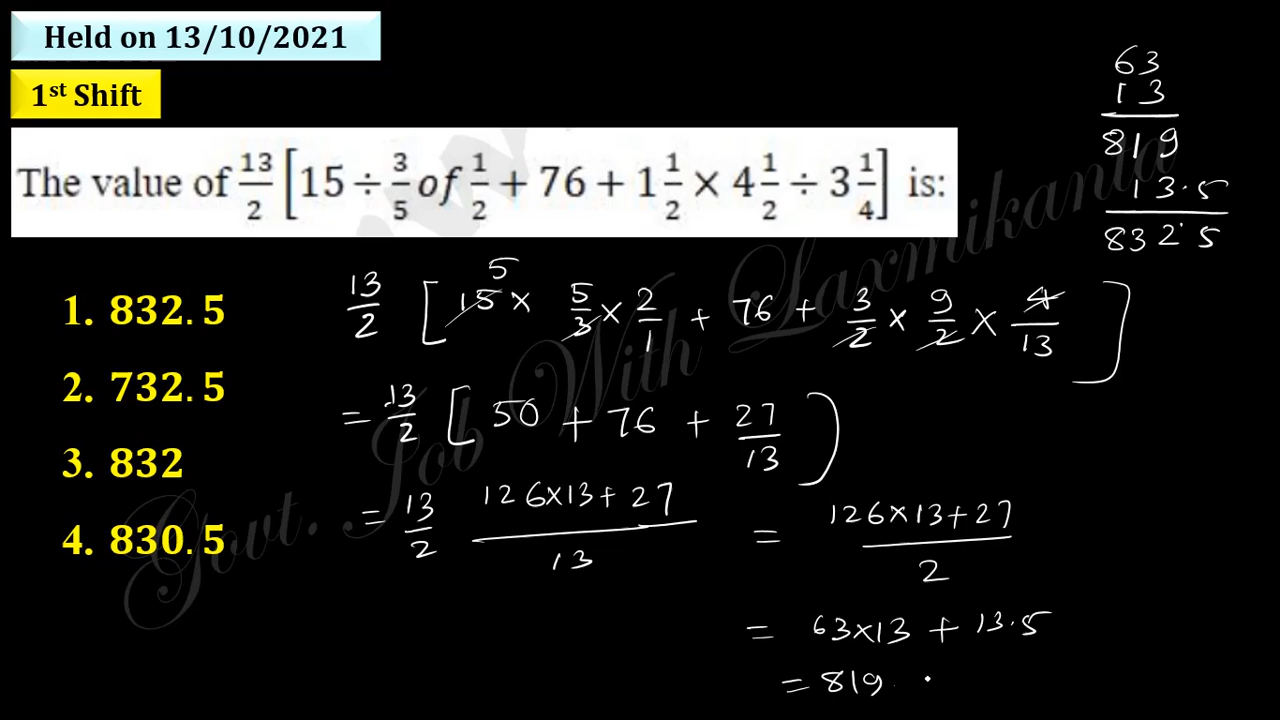 Held on 13/10/2021
1st Shift
The value of 13/2 [15 ÷ 3/5 of 1/2 + 76 + 1 1/2 × 4 1/2 ÷ 3 1/4] is:
63
13
819
13.5
832.5
1. 832.5
2. 732.5
3. 832
4. 830.5
13/2 [15 5 × 5/3 × 2/1 + 76 + 3/2 × 9/2 × 4/13]
= 13/2 [50 + 76 + 27/13)
= 13/2 126×13+27/13 = 126×13+27/2
= 63×13 + 13.5
= 819 .
Govt. Job With Laxmikanta